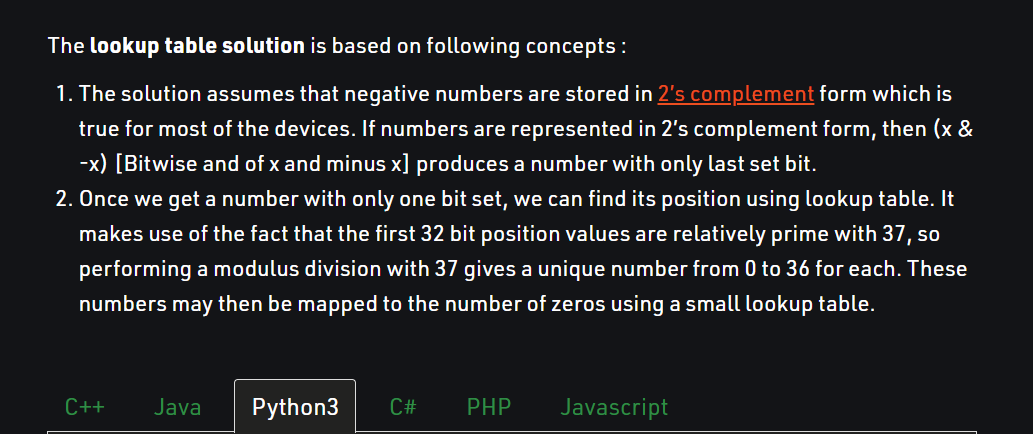 The lookup table solution is based on following concepts :
1. The solution assumes that negative numbers are stored in 2's complement form which is
true for most of the devices. If numbers are represented in 2's complement form, then (x &
-x) [Bitwise and of x and minus x] produces a number with only last set bit.
2. Once we get a number with only one bit set, we can find its position using lookup table. It
makes use of the fact that the first 32 bit position values are relatively prime with 37, so
performing a modulus division with 37 gives a unique number from 0 to 36 for each. These
numbers may then be mapped to the number of zeros using a small lookup table.
C++ Java Python3 C# PHP Javascript